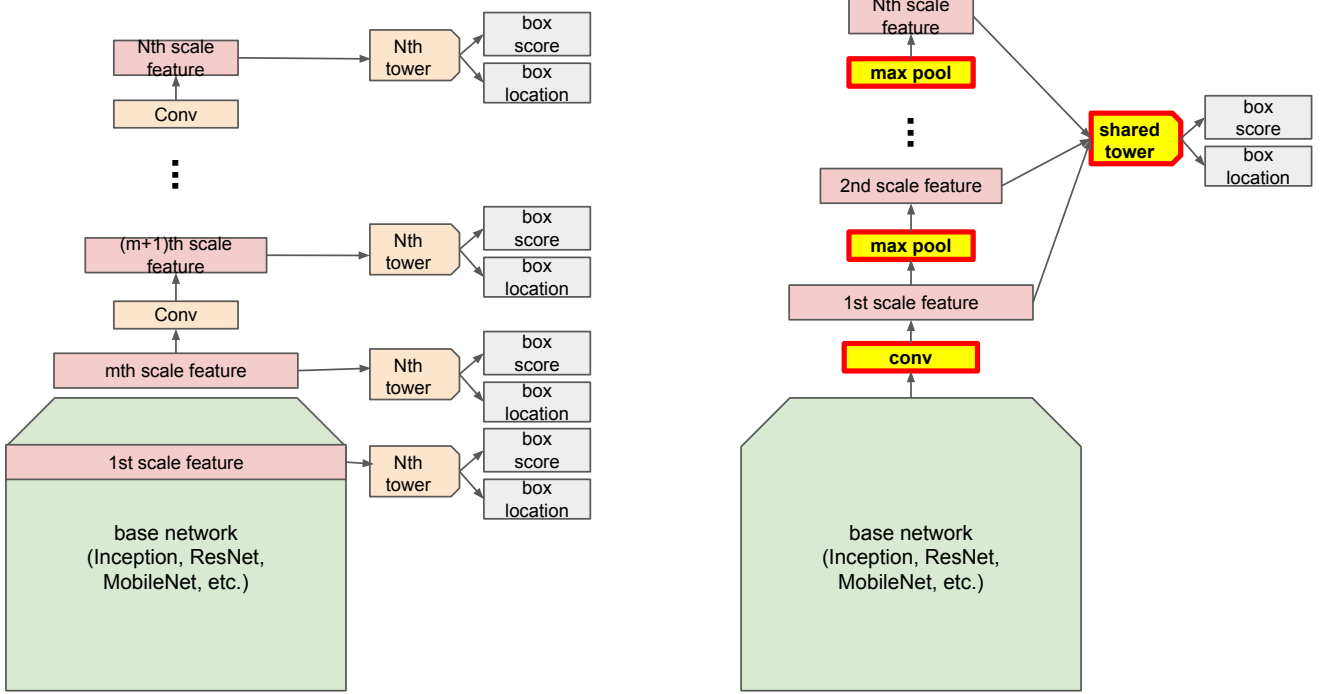 Nth scale
feature
Conv
Nth
tower
box
score
box
location
(m+1)th scale
feature
Conv
Nth
tower
box
score
box
location
mth scale feature
Nth
tower
box
score
box
location
1st scale feature
Nth
tower
box
score
box
location
base network
(Inception, ResNet,
MobileNet, etc.)
Nth scale
feature
max pool
2nd scale feature
max pool
1st scale feature
conv
shared
tower
box
score
box
location
base network
(Inception, ResNet,
MobileNet, etc.)